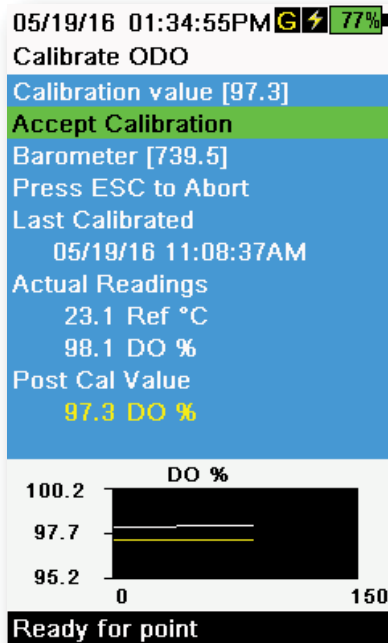 05/19/16 01:34:55PM G 77%
Calibrate ODO
Calibration value [97.3]
Accept Calibration
Barometer [739.5]
Press ESC to Abort
Last Calibrated
05/19/16 11:08:37AM
Actual Readings
23.1 Ref °C
98.1 DO %
Post Cal Value
97.3 DO %
DO %
100.2
97.7
95.2
0 150
Ready for point